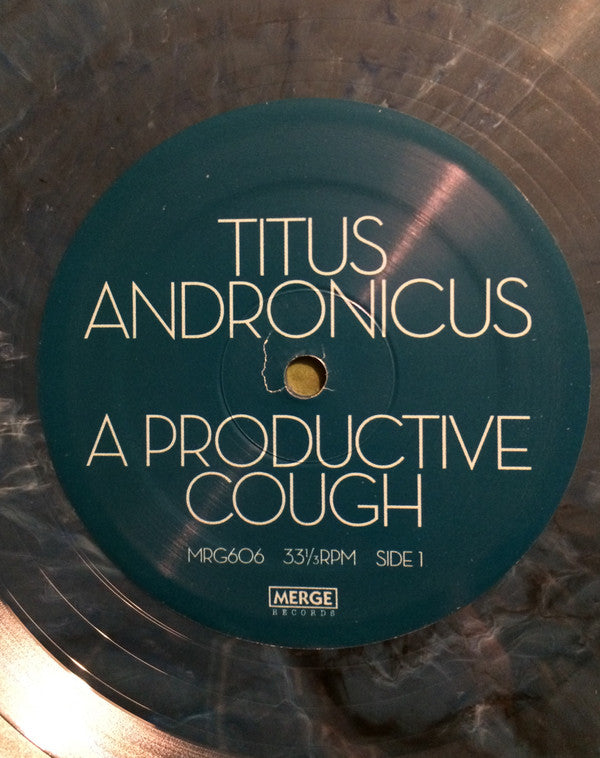 TITUS
ANDRONICUS
A PRODUCTIVE
COUGH
MRG606 33⅓RPM SIDE 1
MERGE
RECORDS